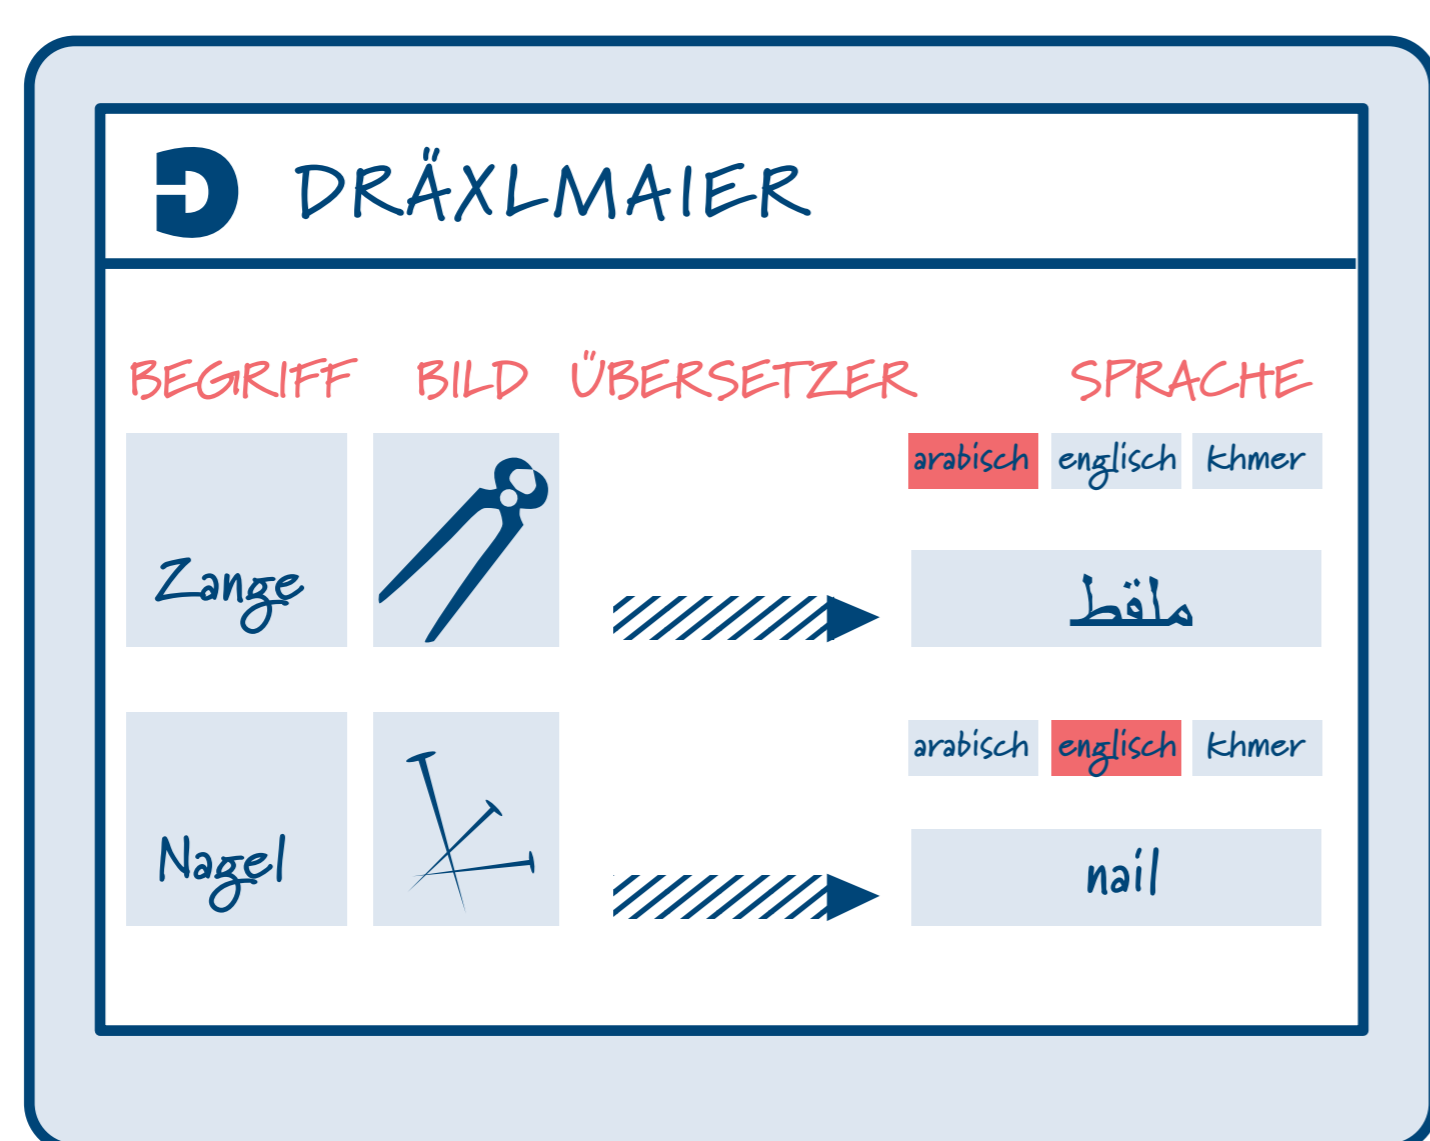 DRÄXLMAIER
BEGRIFF BILD ÜBERSETZER SPRACHE
arabisch englisch khmer
Zange ملقط
arabisch englisch khmer
Nagel nail